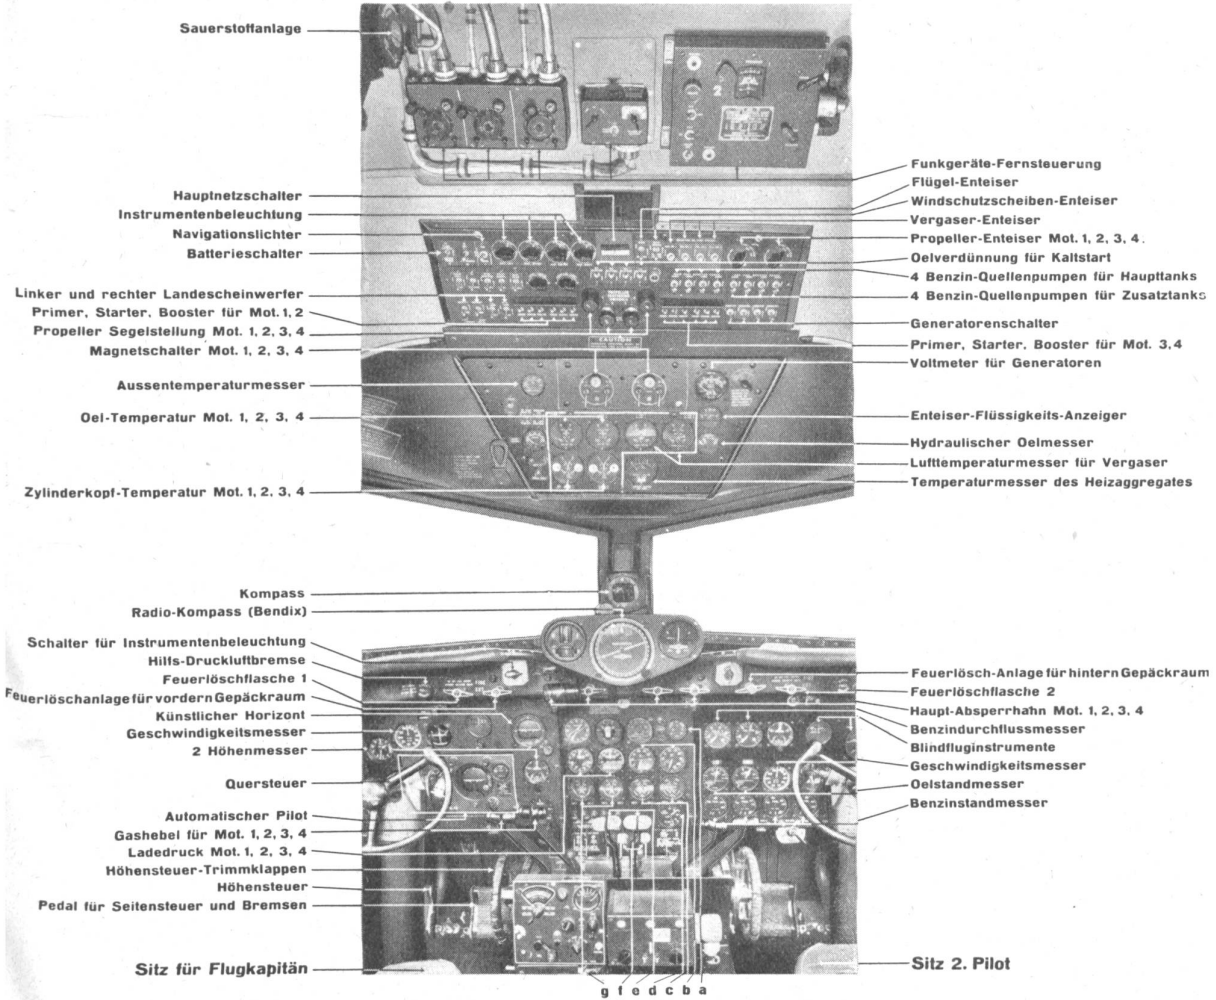 Sauerstoffanlage
Hauptnetzschalter
Instrumentenbeleuchtung
Navigationslichter
Batterieschalter
Linker und rechter Landescheinwerfer
Primer, Starter, Booster für Mot. 1, 2
Propeller Segelstellung Mot. 1, 2, 3, 4
Magnetschalter Mot. 1, 2, 3, 4
Aussentemperaturmesser
Oel-Temperatur Mot. 1, 2, 3, 4
Zylinderkopf-Temperatur Mot. 1, 2, 3, 4
Funkgeräte-Fernsteuerung
Flügel-Enteiser
Windschutzscheiben-Enteiser
Vergaser-Enteiser
Propeller-Enteiser Mot. 1, 2, 3, 4.
Oelverdünnung für Kaltstart
4 Benzin-Quellenpumpen für Haupttanks
4 Benzin-Quellenpumpen für Zusatztanks
Generatorenschalter
Primer, Starter, Booster für Mot. 3,4
Voltmeter für Generatoren
Enteiser-Flüssigkeits-Anzeiger
Hydraulischer Oelmesser
Lufttemperaturmesser für Vergaser
Temperaturmesser des Heizaggregates
CAUTION
Kompass
Radio-Kompass (Bendix)
Schalter für Instrumentenbeleuchtung
Hilfs-Druckluftbremse
Feuerlöschflasche 1
Feuerlöschanlage für vordern Gepäckraum
Künstlicher Horizont
Geschwindigkeitsmesser
2 Höhenmesser
Quersteuer
Automatischer Pilot
Gashebel für Mot. 1, 2, 3, 4
Ladedruck Mot. 1, 2, 3, 4
Höhensteuer-Trimmklappen
Höhensteuer
Pedal für Seitensteuer und Bremsen
Sitz für Flugkapitän
Feuerlösch-Anlage für hintern Gepäckraum
Feuerlöschflasche 2
Haupt-Absperrhahn Mot. 1, 2, 3, 4
Benzindurchflussmesser
Blindfluginstrumente
Geschwindigkeitsmesser
Oelstandmesser
Benzinstandmesser
Sitz 2. Pilot
g f e d c b a